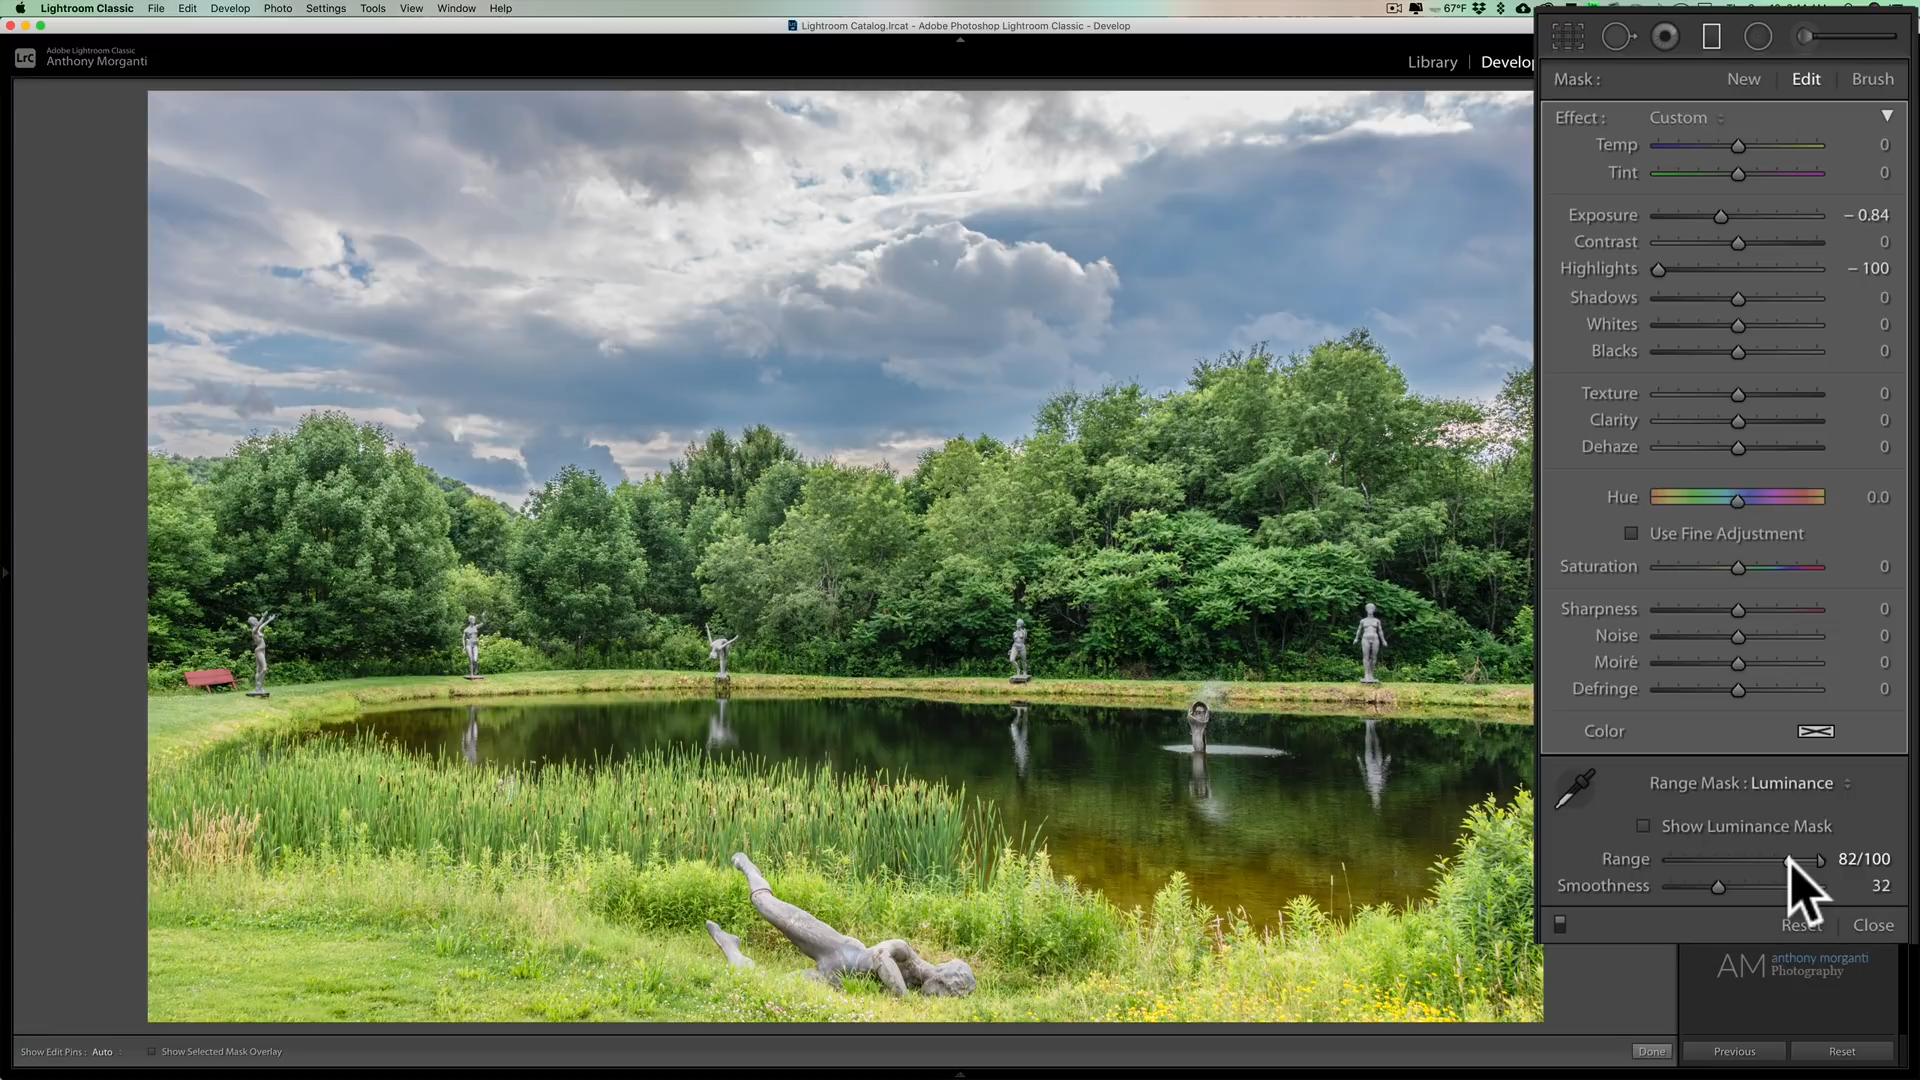 Lightroom Classic File Edit Develop Photo Settings Tools View Window Help 67°F
Lightroom Catalog.lrcat - Adobe Photoshop Lightroom Classic - Develop
LrC Adobe Lightroom Classic
Anthony Morganti
Library | Develop
Mask : New Edit Brush
Effect : Custom
Temp 0
Tint 0
Exposure – 0.84
Contrast 0
Highlights – 100
Shadows 0
Whites 0
Blacks 0
Texture 0
Clarity 0
Dehaze 0
Hue 0.0
Use Fine Adjustment
Saturation 0
Sharpness 0
Noise 0
Moiré 0
Defringe 0
Color
Range Mask : Luminance
Show Luminance Mask
Range 82/100
Smoothness 32
Reset Close
AM anthony morganti
Photography
Show Edit Pins : Auto Show Selected Mask Overlay Done Previous Reset